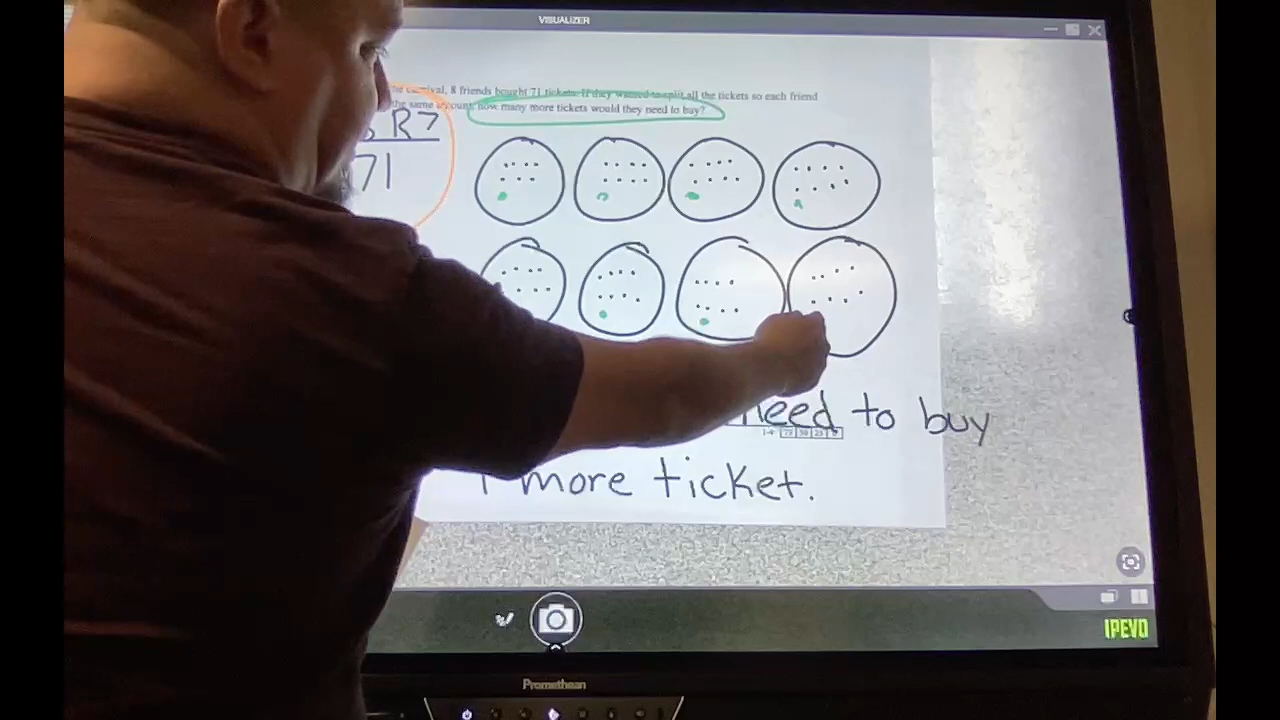 VISUALIZER
carnival, 8 friends bought 71 tickets. If they wanted to split all the tickets so each friend
the same amount, how many more tickets would they need to buy?
R7
71
need to buy
1 more ticket.
IPEVO
Promethean